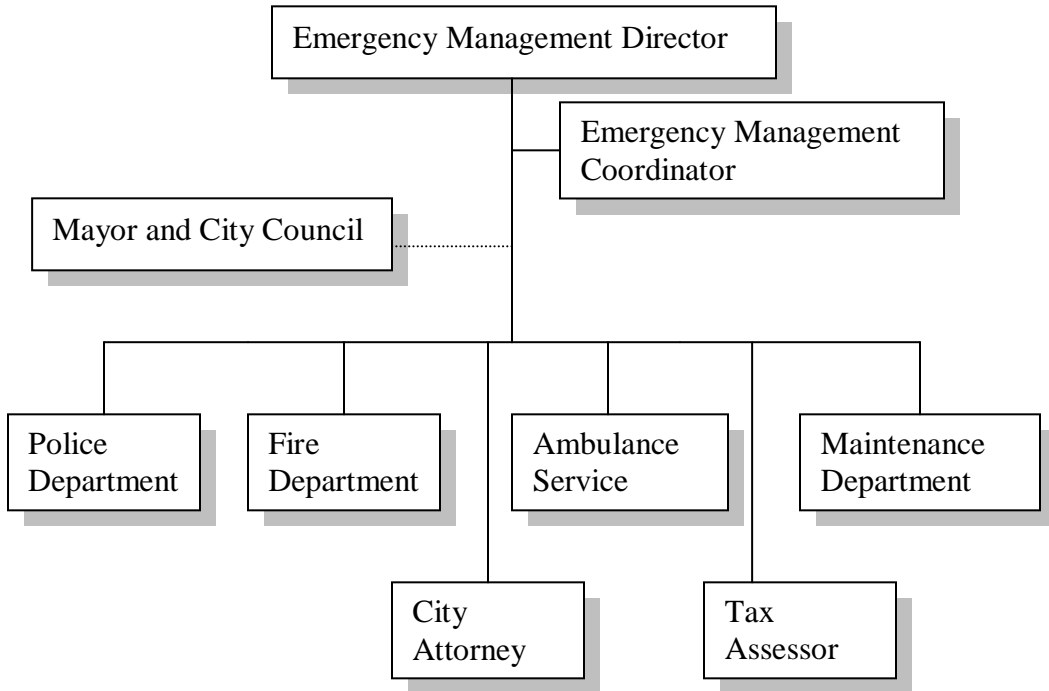 Emergency Management Director
Emergency Management
Coordinator
Mayor and City Council
Police
Department
Fire
Department
Ambulance
Service
Maintenance
Department
City
Attorney
Tax
Assessor